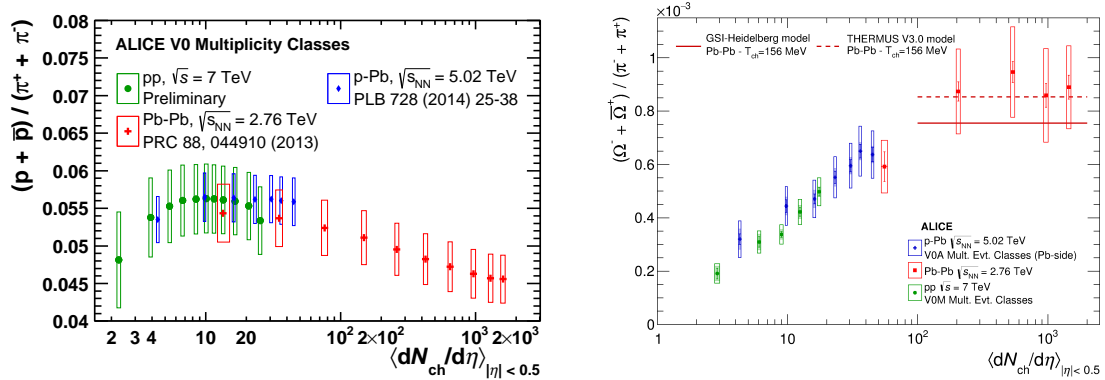 ALICE V0 Multiplicity Classes
pp, √s = 7 TeV
Preliminary
p-Pb, √sNN = 5.02 TeV
PLB 728 (2014) 25-38
Pb-Pb, √sNN = 2.76 TeV
PRC 88, 044910 (2013)
(p + p̅) / (π⁺ + π⁻)
0.08
0.075
0.07
0.065
0.06
0.055
0.05
0.045
0.04
2 3 4 10 20 10² 2×10² 10³ 2×10³
⟨dNch/dη⟩|η| < 0.5
×10⁻³
GSI-Heidelberg model
Pb-Pb - Tch=156 MeV
THERMUS V3.0 model
Pb-Pb - Tch=156 MeV
(Ω⁻ + Ω̅⁺) / (π⁻ + π⁺)
1
0.8
0.6
0.4
0.2
0
ALICE
p-Pb √sNN = 5.02 TeV
V0A Mult. Evt. Classes (Pb-side)
Pb-Pb √sNN = 2.76 TeV
pp √s = 7 TeV
V0M Mult. Evt. Classes
1 10 10² 10³
⟨dNch/dη⟩|η| < 0.5